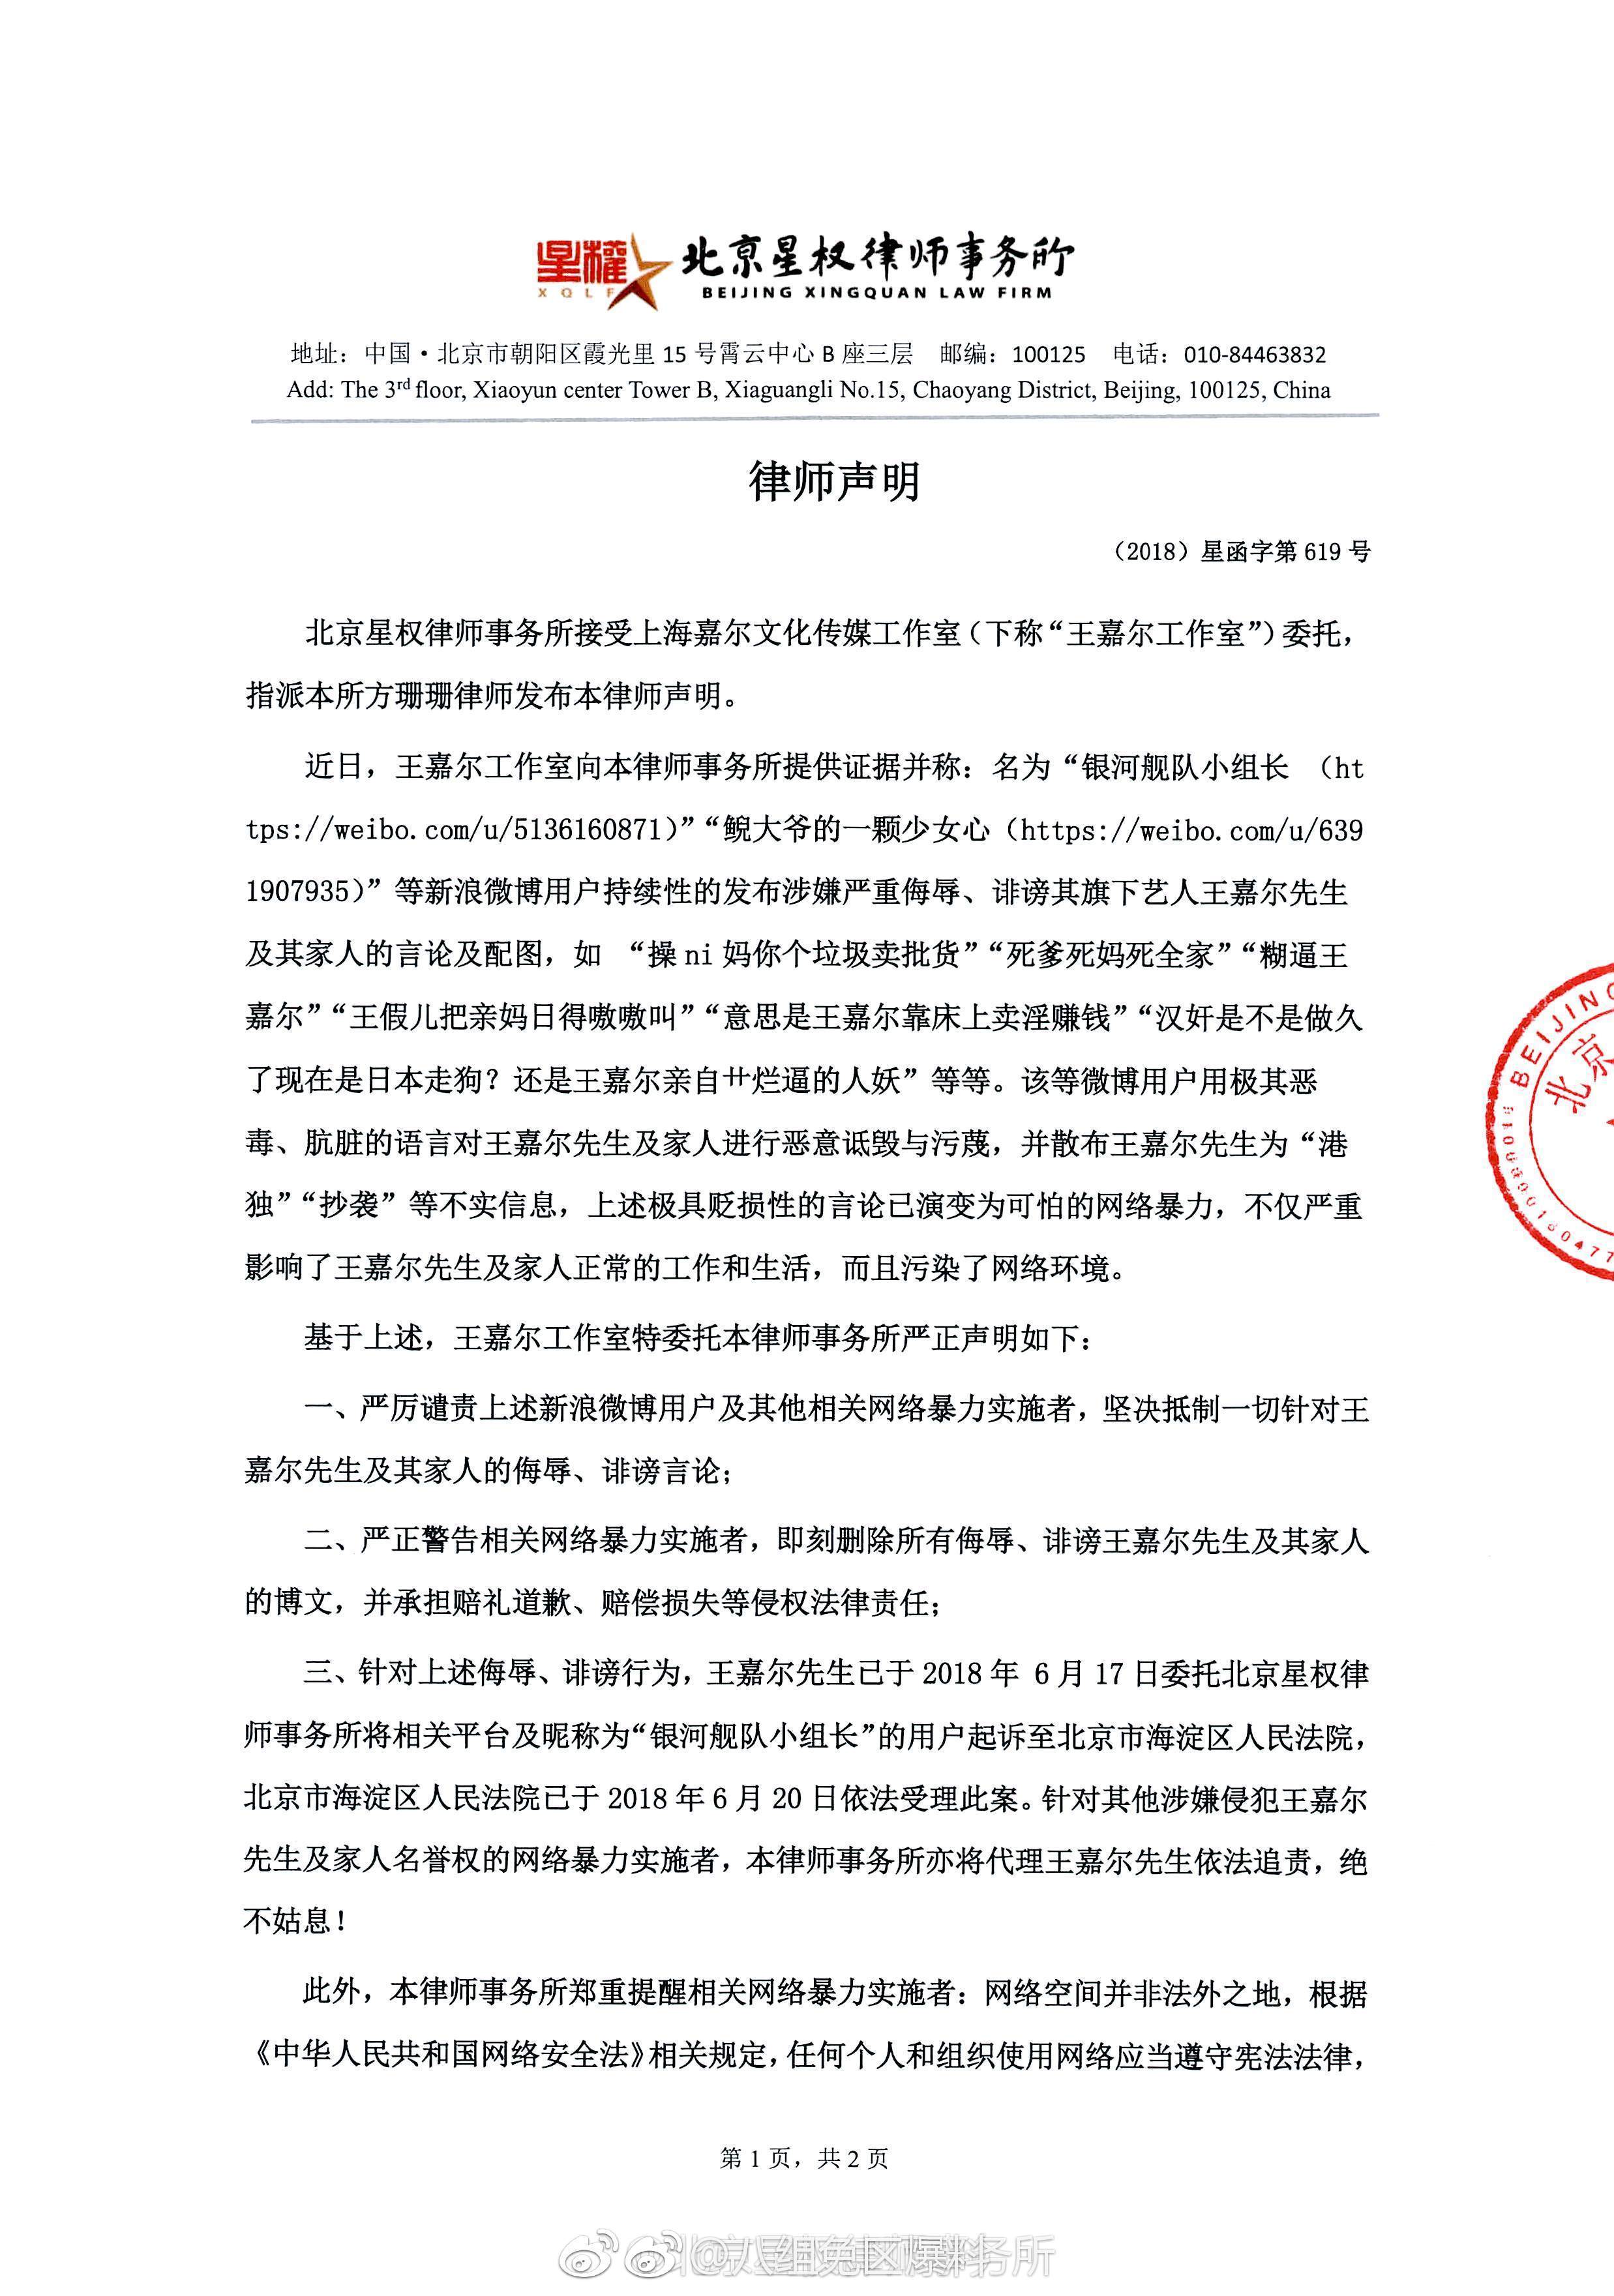 星權
XQLF
北京星权律师事务所
BEIJING XINGQUAN LAW FIRM
地址：中国·北京市朝阳区霞光里 15 号霄云中心 B 座三层 邮编：100125 电话：010-84463832
Add: The 3rd floor, Xiaoyun center Tower B, Xiaguangli No.15, Chaoyang District, Beijing, 100125, China
律师声明
（2018）星函字第 619 号
北京星权律师事务所接受上海嘉尔文化传媒工作室（下称“王嘉尔工作室”）委托，
指派本所方珊珊律师发布本律师声明。
近日，王嘉尔工作室向本律师事务所提供证据并称：名为“银河舰队小组长 （ht
tps://weibo.com/u/5136160871）”“鲵大爷的一颗少女心（https://weibo.com/u/639
1907935）”等新浪微博用户持续性的发布涉嫌严重侮辱、诽谤其旗下艺人王嘉尔先生
及其家人的言论及配图，如 “操 ni 妈你个垃圾卖批货”“死爹死妈死全家”“糊逼王
嘉尔”“王假儿把亲妈日得嗷嗷叫”“意思是王嘉尔靠床上卖淫赚钱”“汉奸是不是做久
了现在是日本走狗？还是王嘉尔亲自艹烂逼的人妖”等等。该等微博用户用极其恶
毒、肮脏的语言对王嘉尔先生及家人进行恶意诋毁与污蔑，并散布王嘉尔先生为“港
独”“抄袭”等不实信息，上述极具贬损性的言论已演变为可怕的网络暴力，不仅严重
影响了王嘉尔先生及家人正常的工作和生活，而且污染了网络环境。
基于上述，王嘉尔工作室特委托本律师事务所严正声明如下：
一、严厉谴责上述新浪微博用户及其他相关网络暴力实施者，坚决抵制一切针对王
嘉尔先生及其家人的侮辱、诽谤言论；
二、严正警告相关网络暴力实施者，即刻删除所有侮辱、诽谤王嘉尔先生及其家人
的博文，并承担赔礼道歉、赔偿损失等侵权法律责任；
三、针对上述侮辱、诽谤行为，王嘉尔先生已于 2018 年 6 月 17 日委托北京星权律
师事务所将相关平台及昵称为“银河舰队小组长”的用户起诉至北京市海淀区人民法院，
北京市海淀区人民法院已于 2018 年 6 月 20 日依法受理此案。针对其他涉嫌侵犯王嘉尔
先生及家人名誉权的网络暴力实施者，本律师事务所亦将代理王嘉尔先生依法追责，绝
不姑息！
此外，本律师事务所郑重提醒相关网络暴力实施者：网络空间并非法外之地，根据
《中华人民共和国网络安全法》相关规定，任何个人和组织使用网络应当遵守宪法法律，
BEIJING
北京
第 1 页，共 2 页
@八组兔区爆料